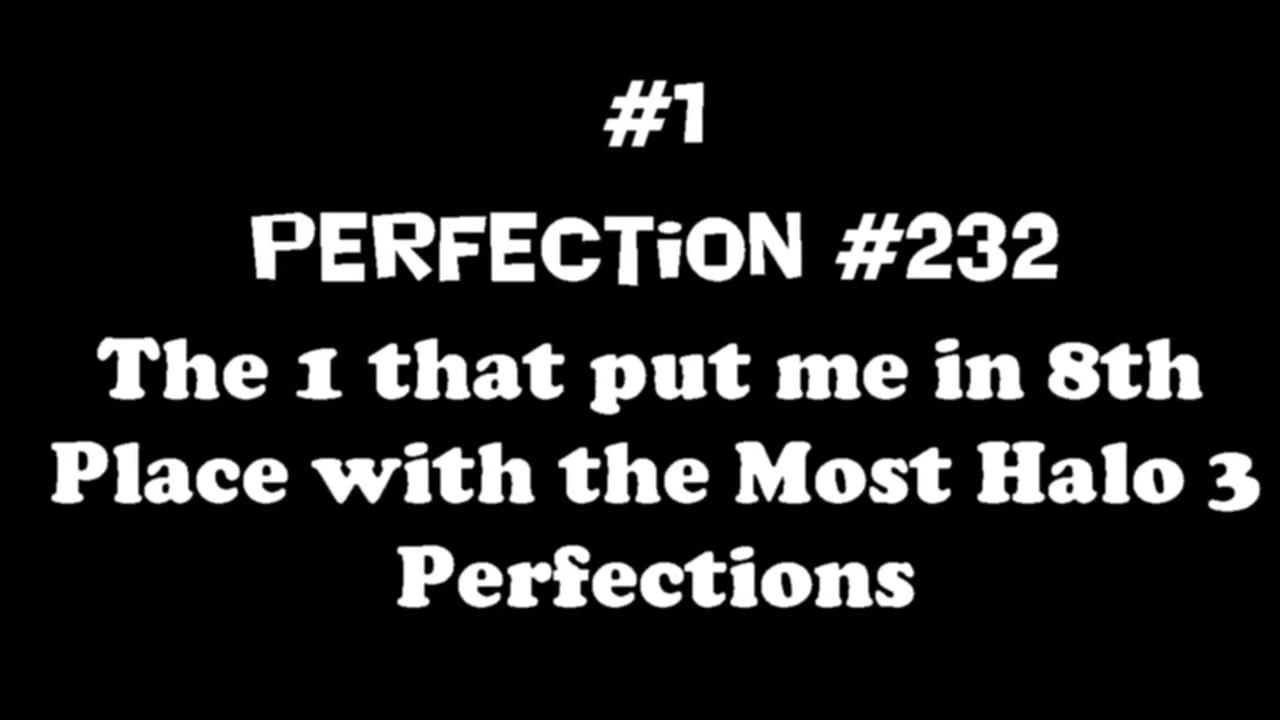 #1
PERFECTiON #232
The 1 that put me in 8th
Place with the Most Halo 3
Perfections